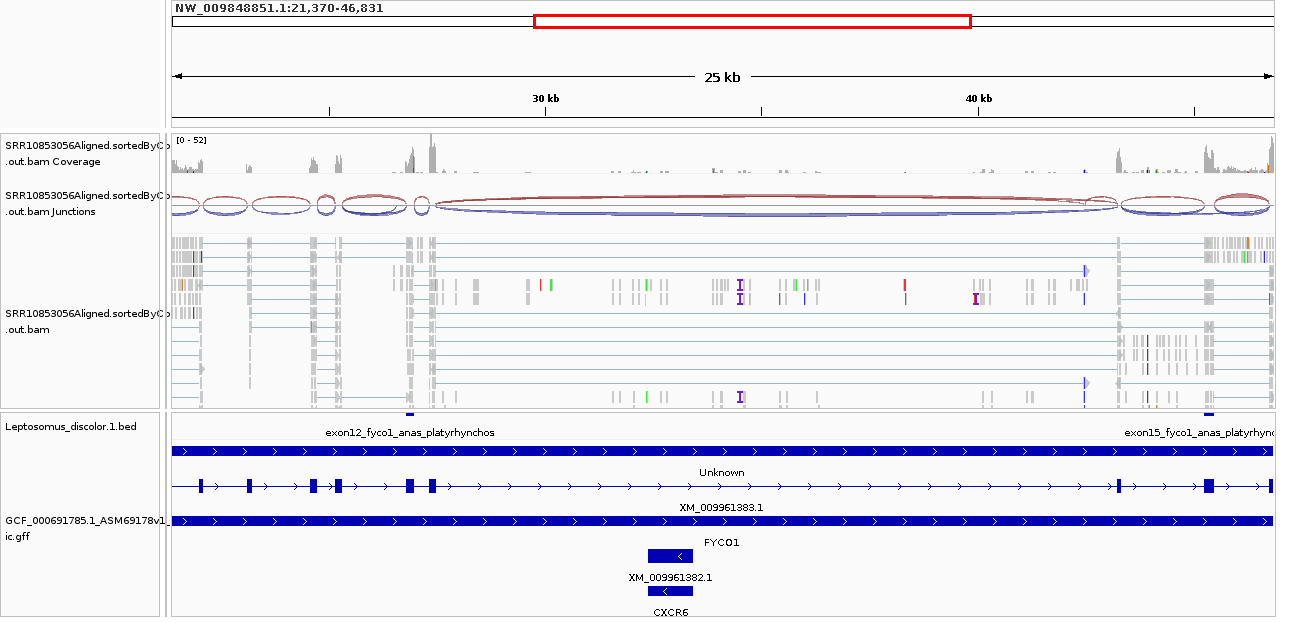 NW_009848851.1:21,370-46,831
25 kb
30 kb
40 kb
SRR10853056Aligned.sortedByCo
.out.bam Coverage
[0 - 52]
SRR10853056Aligned.sortedByCo
.out.bam Junctions
SRR10853056Aligned.sortedByCo
.out.bam
Leptosomus_discolor.1.bed
exon12_fyco1_anas_platyrhynchos
exon15_fyco1_anas_platyrhync
Unknown
XM_009961383.1
GCF_000691785.1_ASM69178v1_
ic.gff
FYCO1
XM_009961382.1
CXCR6